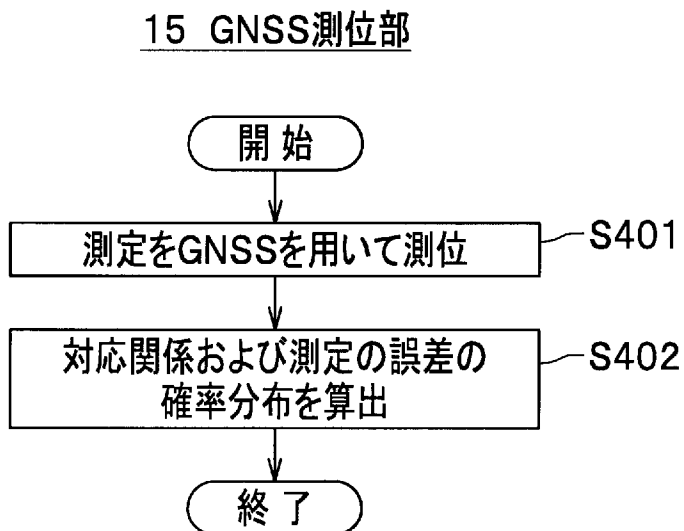 15 GNSS測位部
開始
測定をGNSSを用いて測位
S401
対応関係および測定の誤差の
確率分布を算出
S402
終了